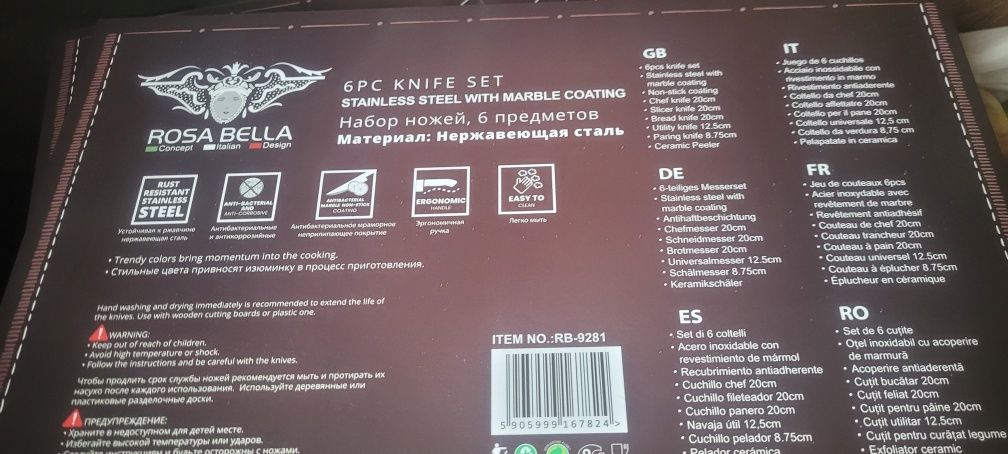 ROSA BELLA
Concept Italian Design
6PC KNIFE SET
STAINLESS STEEL WITH MARBLE COATING
Набор ножей, 6 предметов
Материал: Нержавеющая сталь
RUST
RESISTANT
STAINLESS
STEEL
Устойчивая к ржавчине
нержавеющая сталь
ANTI-BACTERIAL
AND
ANTI-CORROSIVE
Антибактериальные
и антикоррозийные
ANTIBACTERIAL
MARBLE NON-STICK
COATING
Антибактериальное мраморное
неприлипающее покрытие
ERGONOMIC
HANDLE
Эргономичная
ручка
EASY TO
CLEAN
Легко мыть
• Trendy colors bring momentum into the cooking.
• Стильные цвета привносят изюминку в процесс приготовления.
Hand washing and drying immediately is recommended to extend the life of
the knives. Use with wooden cutting boards or plastic one.
WARNING:
• Keep out of reach of children.
• Avoid high temperature or shock.
• Follow the instructions and be careful with the knives.
Чтобы продлить срок службы ножей рекомендуется мыть и протирать их
насухо после каждого использования. Используйте деревянные или
пластиковые разделочные доски.
ПРЕДУПРЕЖДЕНИЕ:
• Храните в недоступном для детей месте.
• Избегайте высокой температуры или ударов.
• Следуйте инструкциям и будьте осторожны с ножами.
ITEM NO.:RB-9281
5 905999 167824 >
GB
• 6pcs knife set
• Stainless steel with
marble coating
• Non-stick coating
• Chef knife 20cm
• Slicer knife 20cm
• Bread knife 20cm
• Utility knife 12.5cm
• Paring knife 8.75cm
• Ceramic Peeler
IT
• Juego de 6 cuchillos
• Acciaio inossidabile con
rivestimento in marmo
• Rivestimento antiaderente
• Coltello da chef 20cm
• Coltello affettatre 20cm
• Coltello per il pane 20cm
• Coltello universale 12,5 cm
• Coltello da verdura 8,75 cm
• Pelapatate in ceramica
DE
• 6-teiliges Messerset
• Stainless steel with
marble coating
• Antihaftbeschichtung
• Chefmesser 20cm
• Schneidmesser 20cm
• Brotmesser 20cm
• Universalmesser 12.5cm
• Schälmesser 8.75cm
• Keramikschäler
FR
• Jeu de couteaux 6pcs
• Acier inoxydable avec
revêtement de marbre
• Revêtement antiadhésif
• Couteau de chef 20cm
• Couteau trancheur 20cm
• Couteau à pain 20cm
• Couteau universel 12.5cm
• Couteau à éplucher 8.75cm
• Éplucheur en céramique
ES
• Set di 6 coltelli
• Acero inoxidable con
revestimiento de mármol
• Recubrimiento antiadherente
• Cuchillo chef 20cm
• Cuchillo fileteador 20cm
• Cuchillo panero 20cm
• Navaja útil 12,5cm
• Cuchillo pelador 8.75cm
• Pelador cerámica
RO
• Set de 6 cuțite
• Oțel inoxidabil cu acoperire
de marmură
• Acoperire antiaderentă
• Cuțit bucătar 20cm
• Cuțit feliat 20cm
• Cuțit pentru pâine 20cm
• Cuțit utilitar 12.5cm
• Cuțit pentru curățat legume
• Exfoliator ceramic